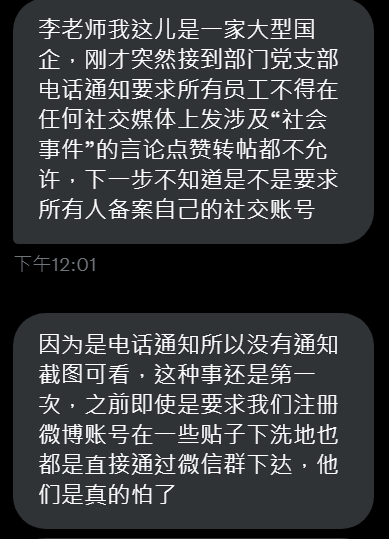 李老师我这儿是一家大型国
企，刚才突然接到部门党支部
电话通知要求所有员工不得在
任何社交媒体上发涉及“社会
事件”的言论点赞转帖都不允
许，下一步不知道是不是要求
所有人备案自己的社交账号
下午12:01
因为是电话通知所以没有通知
截图可看，这种事还是第一
次，之前即使是要求我们注册
微博账号在一些贴子下洗地也
都是直接通过微信群下达，他
们是真的怕了